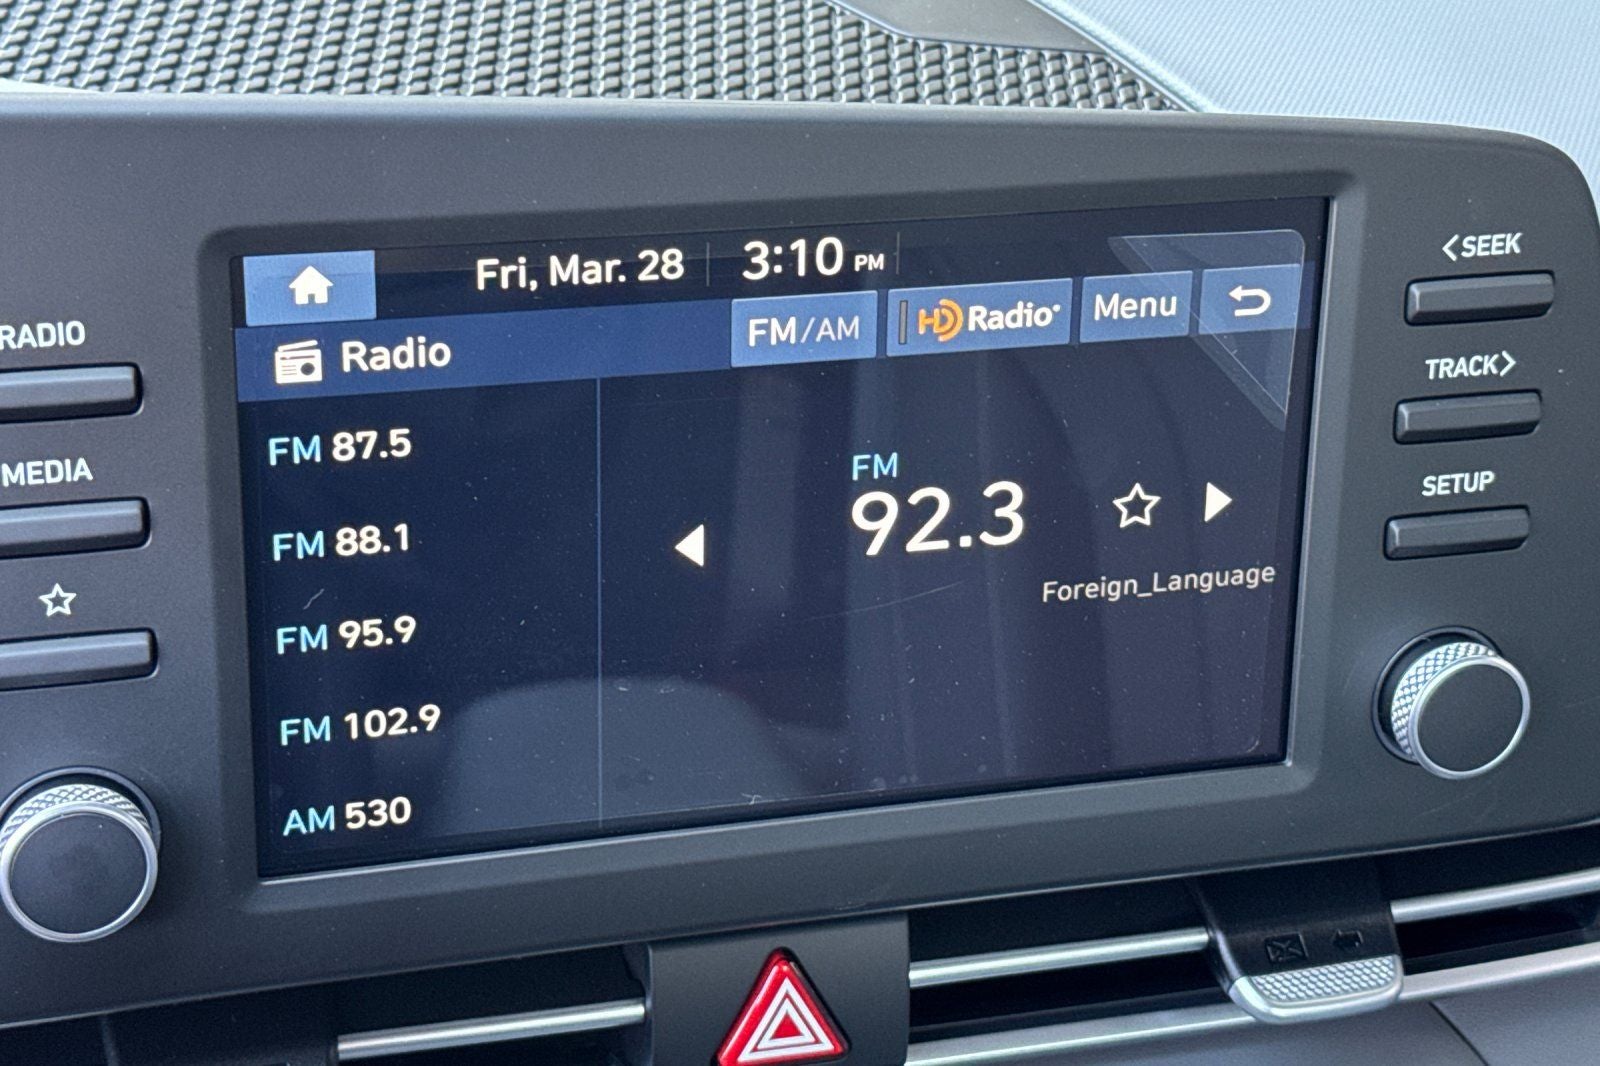 Fri, Mar. 28 3:10 PM
FM/AM HD Radio® Menu
Radio
FM 87.5
FM 88.1
FM 95.9
FM 102.9
AM 530
FM
92.3
Foreign_Language
RADIO
MEDIA
<SEEK
TRACK>
SETUP